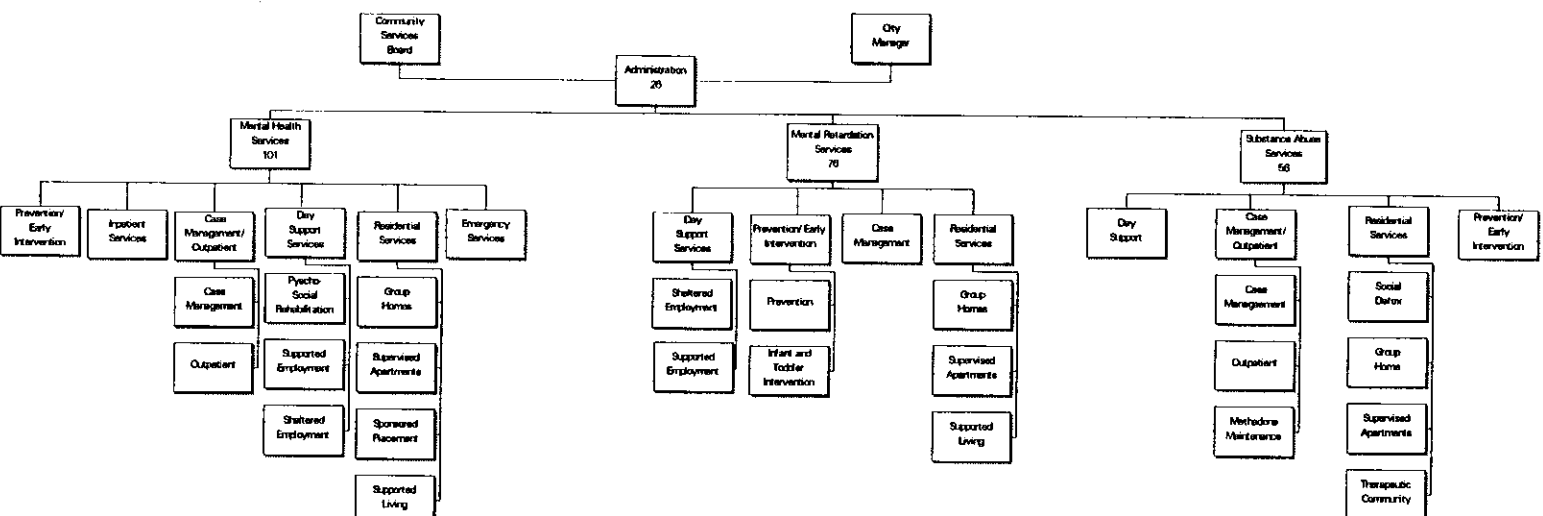 Community
Services
Board
City
Manager
Administration
26
Mental Health
Services
101
Mental Retardation
Services
76
Substance Abuse
Services
56
Prevention/
Early
Intervention
Inpatient
Services
Case
Management/
Outpatient
Day
Support
Services
Residential
Services
Emergency
Services
Day
Support
Services
Prevention/ Early
Intervention
Case
Management
Residential
Services
Day
Support
Case
Management/
Outpatient
Residential
Services
Prevention/
Early
Intervention
Case
Management
Pyscho-
Social
Rehabilitation
Group
Homes
Sheltered
Employment
Prevention
Group
Homes
Case
Management
Social
Detox
Outpatient
Supported
Employment
Supervised
Apartments
Supported
Employment
Infant and
Toddler
Intervention
Supervised
Apartments
Outpatient
Group
Home
Sheltered
Employment
Sponsored
Placement
Supported
Living
Methadone
Maintenance
Supervised
Apartments
Supported
Living
Therapeutic
Community